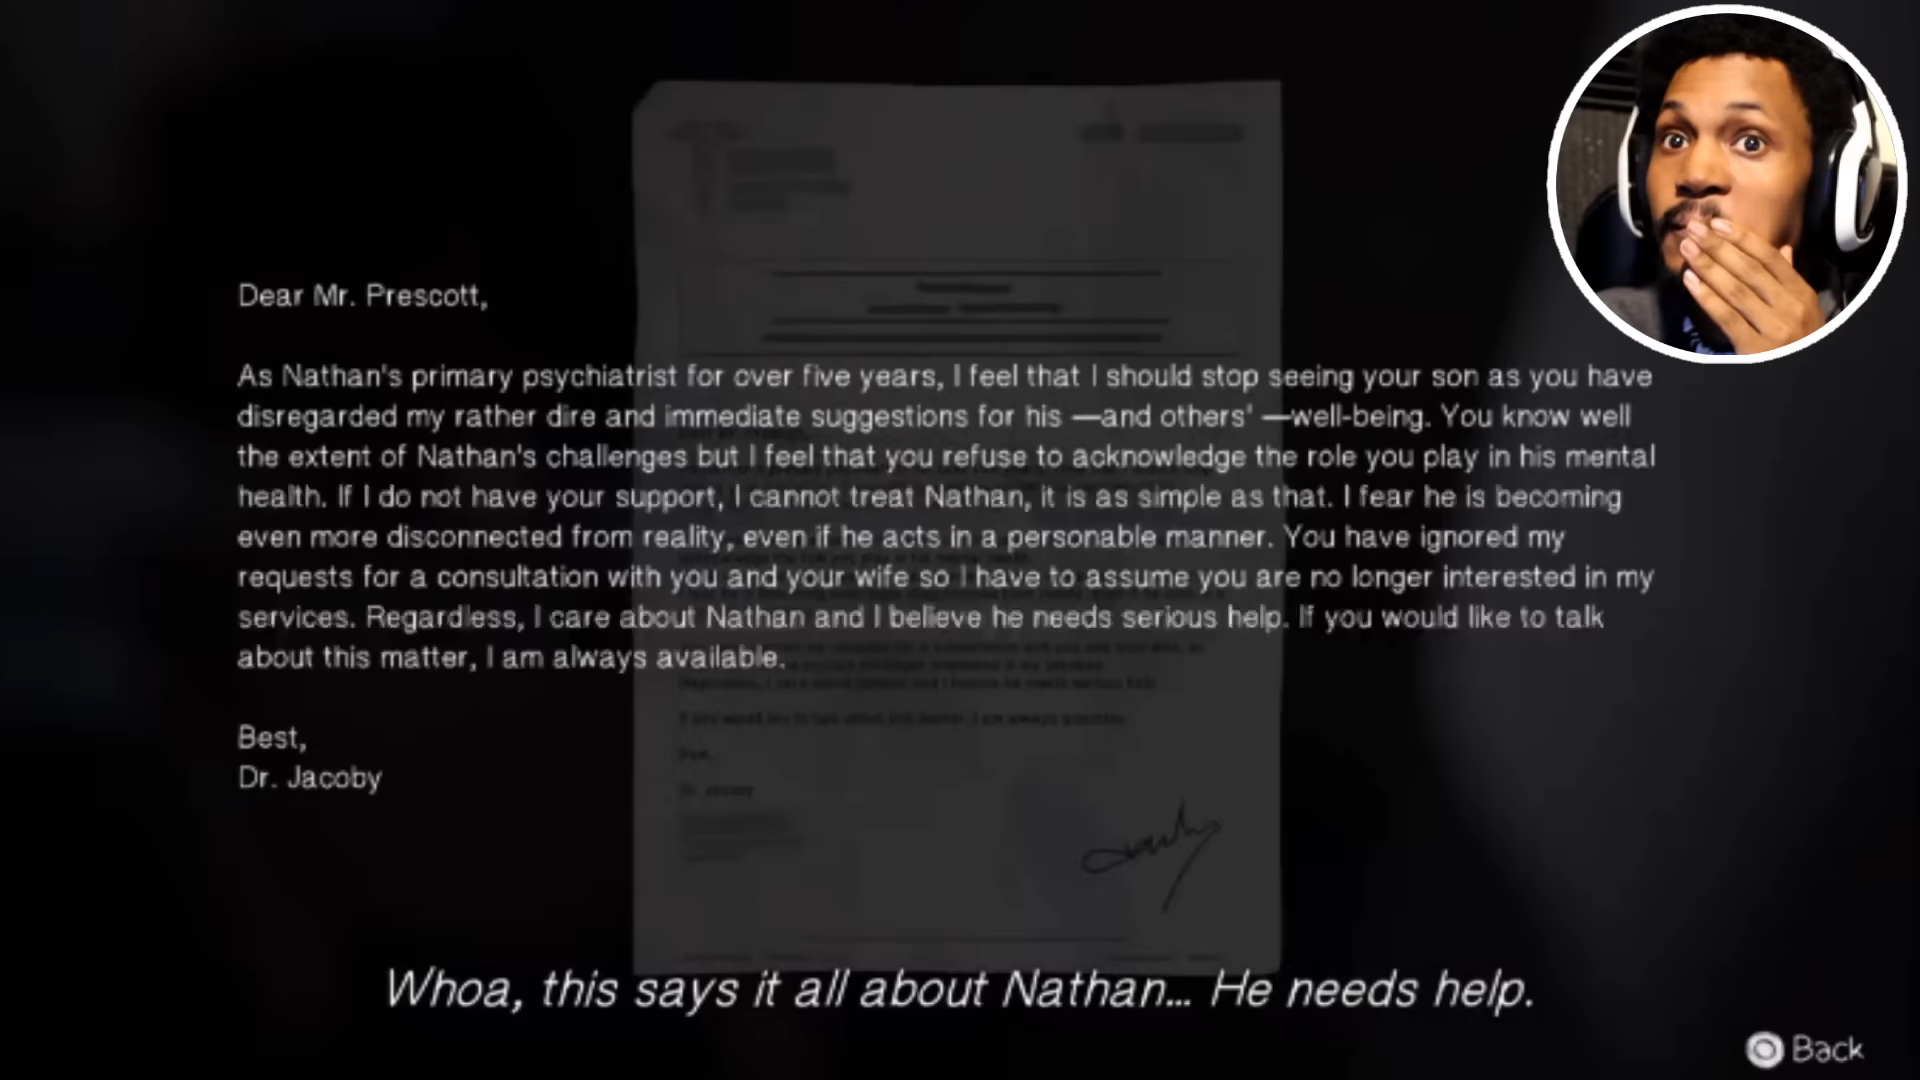 Dear Mr. Prescott,
As Nathan's primary psychiatrist for over five years, I feel that I should stop seeing your son as you have
disregarded my rather dire and immediate suggestions for his —and others' —well-being. You know well
the extent of Nathan's challenges but I feel that you refuse to acknowledge the role you play in his mental
health. If I do not have your support, I cannot treat Nathan, it is as simple as that. I fear he is becoming
even more disconnected from reality, even if he acts in a personable manner. You have ignored my
requests for a consultation with you and your wife so I have to assume you are no longer interested in my
services. Regardless, I care about Nathan and I believe he needs serious help. If you would like to talk
about this matter, I am always available.
Best,
Dr. Jacoby
Whoa, this says it all about Nathan... He needs help.
Back